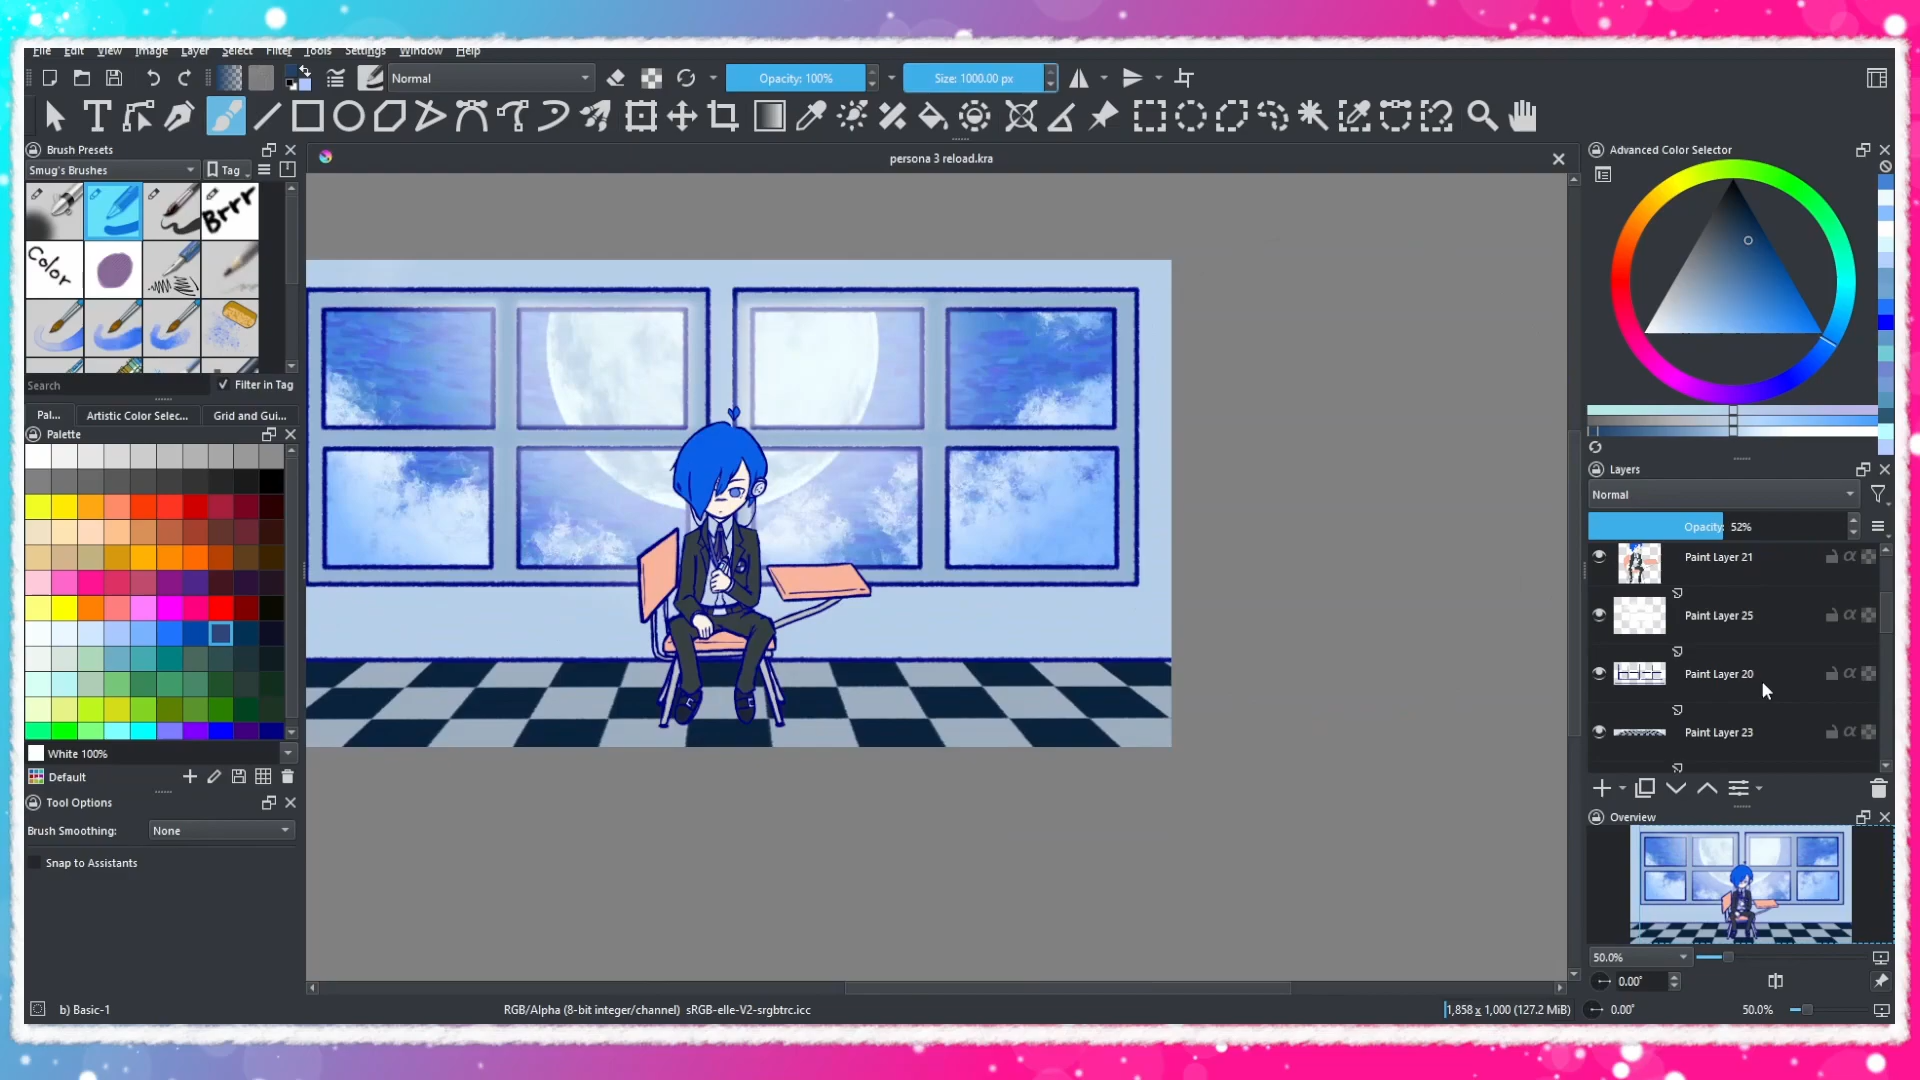 File Edit View Image Layer Select Filter Tools Settings Window Help
Normal Opacity: 100% Size: 1000.00 px
Brush Presets
Smug's Brushes Tag
Brrr
Color
Search Filter in Tag
Pal... Artistic Color Selec... Grid and Gui...
Palette
White 100%
Default
Tool Options
Brush Smoothing: None
Snap to Assistants
persona 3 reload.kra
Advanced Color Selector
Layers
Normal
Opacity: 52%
Paint Layer 21
Paint Layer 25
Paint Layer 20
Paint Layer 23
Overview
50.0%
0.00°
b) Basic-1 RGB/Alpha (8-bit integer/channel) sRGB-elle-V2-srgbtrc.icc 1,858 x 1,000 (127.2 MiB) 0.00° 50.0%